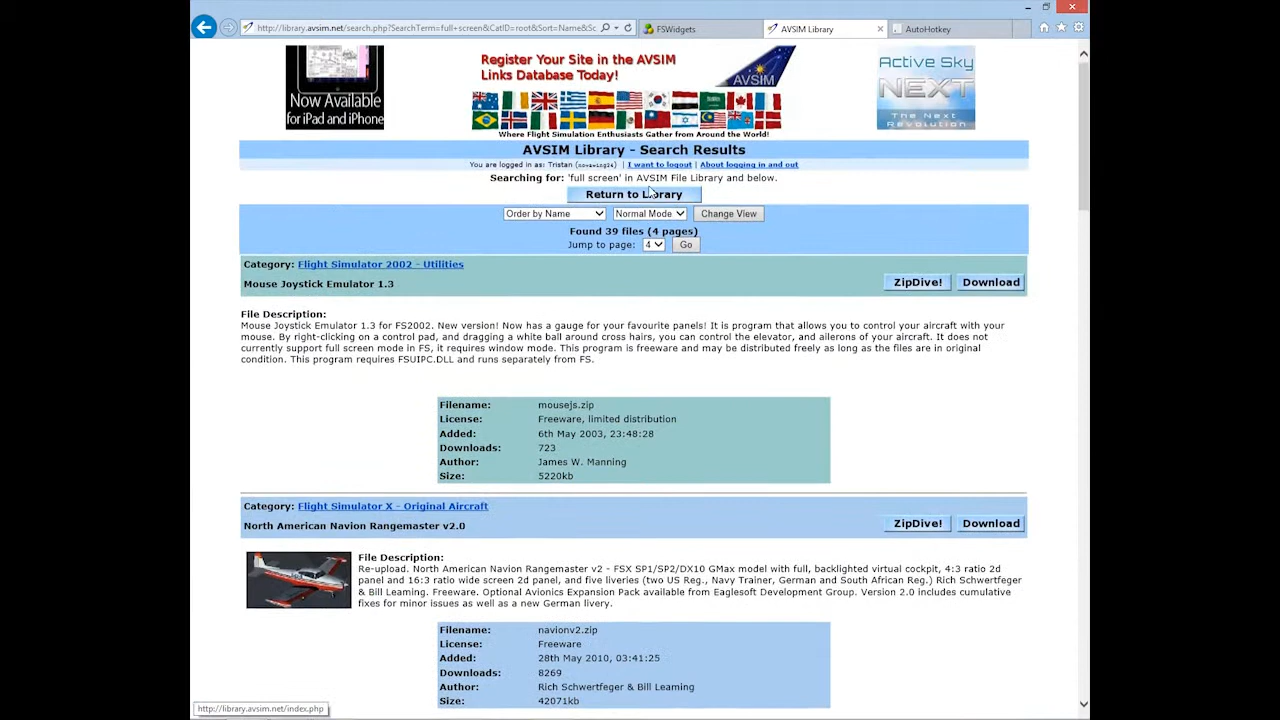 http://library.avsim.net/search.php?SearchTerm=full+screen&CatID=root&Sort=Name&Sc
FSWidgets
AVSIM Library
AutoHotkey
Now Available
for iPad and iPhone
Register Your Site in the AVSIM
Links Database Today!
AVSIM
Where Flight Simulation Enthusiasts Gather from Around the World!
Active Sky
NEXT
The Next
Revolution
AVSIM Library - Search Results
You are logged in as: Tristan (novawing24) | I want to logout | About logging in and out
Searching for: 'full screen' in AVSIM File Library and below.
Return to Library
Order by Name Normal Mode Change View
Found 39 files (4 pages)
Jump to page: 4 Go
Category: Flight Simulator 2002 - Utilities
Mouse Joystick Emulator 1.3
ZipDive! Download
File Description:
Mouse Joystick Emulator 1.3 for FS2002. New version! Now has a gauge for your favourite panels! It is program that allows you to control your aircraft with your
mouse. By right-clicking on a control pad, and dragging a white ball around cross hairs, you can control the elevator, and ailerons of your aircraft. It does not
currently support full screen mode in FS, it requires window mode. This program is freeware and may be distributed freely as long as the files are in original
condition. This program requires FSUIPC.DLL and runs separately from FS.
Filename: mousejs.zip
License: Freeware, limited distribution
Added: 6th May 2003, 23:48:28
Downloads: 723
Author: James W. Manning
Size: 5220kb
Category: Flight Simulator X - Original Aircraft
North American Navion Rangemaster v2.0
ZipDive! Download
File Description:
Re-upload. North American Navion Rangemaster v2 - FSX SP1/SP2/DX10 GMax model with full, backlighted virtual cockpit, 4:3 ratio 2d
panel and 16:3 ratio wide screen 2d panel, and five liveries (two US Reg., Navy Trainer, German and South African Reg.) Rich Schwertfeger
& Bill Leaming. Freeware. Optional Avionics Expansion Pack available from Eaglesoft Development Group. Version 2.0 includes cumulative
fixes for minor issues as well as a new German livery.
Filename: navionv2.zip
License: Freeware
Added: 28th May 2010, 03:41:25
Downloads: 8269
Author: Rich Schwertfeger & Bill Leaming
Size: 42071kb
http://library.avsim.net/index.php